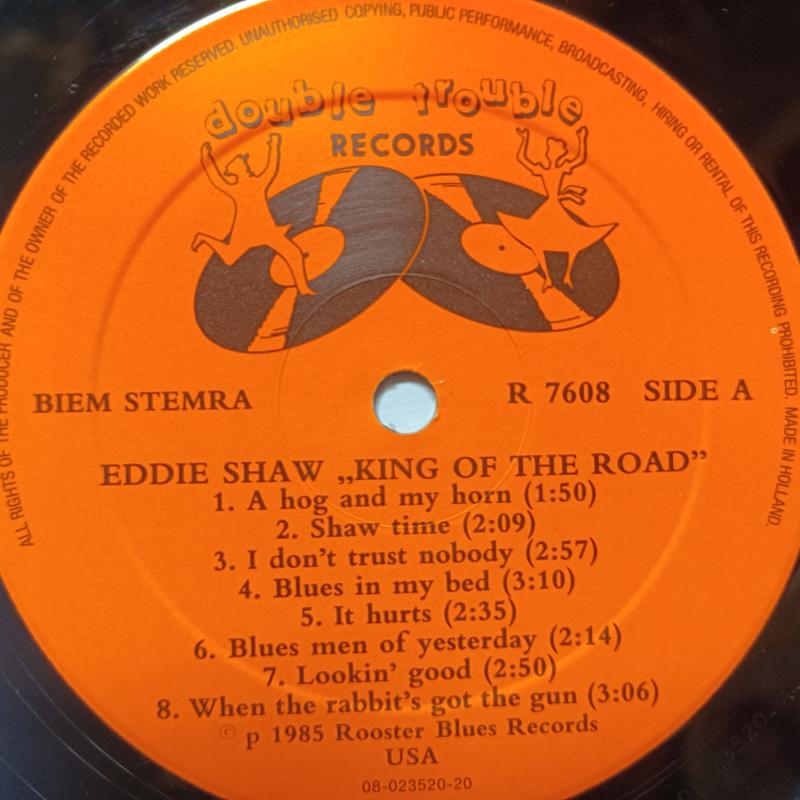 ALL RIGHTS OF THE PRODUCER AND OF THE OWNER OF THE RECORDED WORK RESERVED. UNAUTHORISED COPYING, PUBLIC PERFORMANCE, BROADCASTING, HIRING OR RENTAL OF THIS RECORDING PROHIBITED. MADE IN HOLLAND.
double trouble
RECORDS
BIEM STEMRA
R 7608 SIDE A
EDDIE SHAW „KING OF THE ROAD”
1. A hog and my horn (1:50)
2. Shaw time (2:09)
3. I don't trust nobody (2:57)
4. Blues in my bed (3:10)
5. It hurts (2:35)
6. Blues men of yesterday (2:14)
7. Lookin' good (2:50)
8. When the rabbit's got the gun (3:06)
© p 1985 Rooster Blues Records
USA
08-023520-20